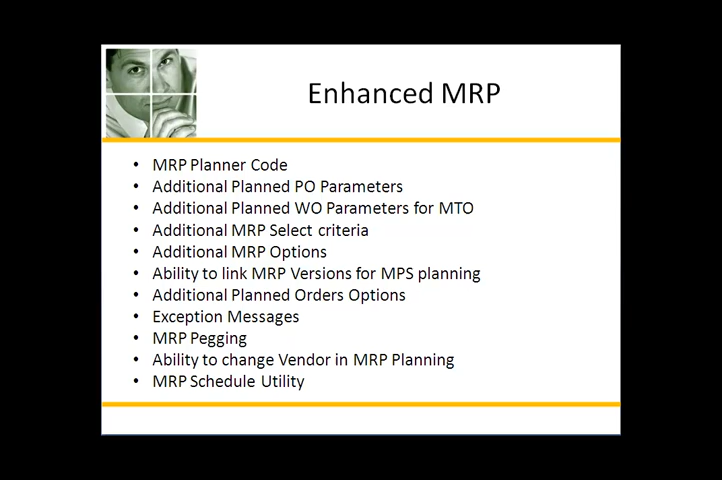 Enhanced MRP
• MRP Planner Code
• Additional Planned PO Parameters
• Additional Planned WO Parameters for MTO
• Additional MRP Select criteria
• Additional MRP Options
• Ability to link MRP Versions for MPS planning
• Additional Planned Orders Options
• Exception Messages
• MRP Pegging
• Ability to change Vendor in MRP Planning
• MRP Schedule Utility